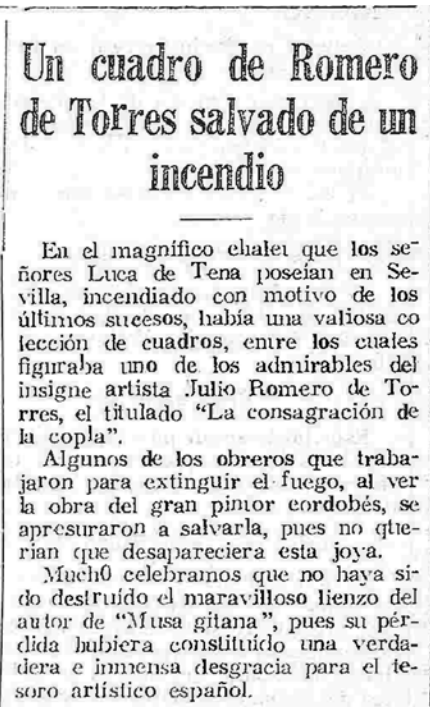 Un cuadro de Romero
de Torres salvado de un
incendio
En el magnífico chalet que los se-
ñores Luca de Tena poseían en Se-
villa, incendiado con motivo de los
últimos sucesos, había una valiosa co
lección de cuadros, entre los cuales
figuraba uno de los admirables del
insigne artista Julio Romero de To-
rres, el titulado “La consagración de
la copla”.
Algunos de los obreros que traba-
jaron para extinguir el fuego, al ver
la obra del gran pintor cordobés, se
apresuraron a salvarla, pues no que-
rian que desapareciera esta joya.
Mucho celebramos que no haya si-
do destruído el maravilloso lienzo del
autor de “Musa gitana”, pues su pér-
dida hubiera constituído una verda-
dera e inmensa desgracia para el te-
soro artístico español.